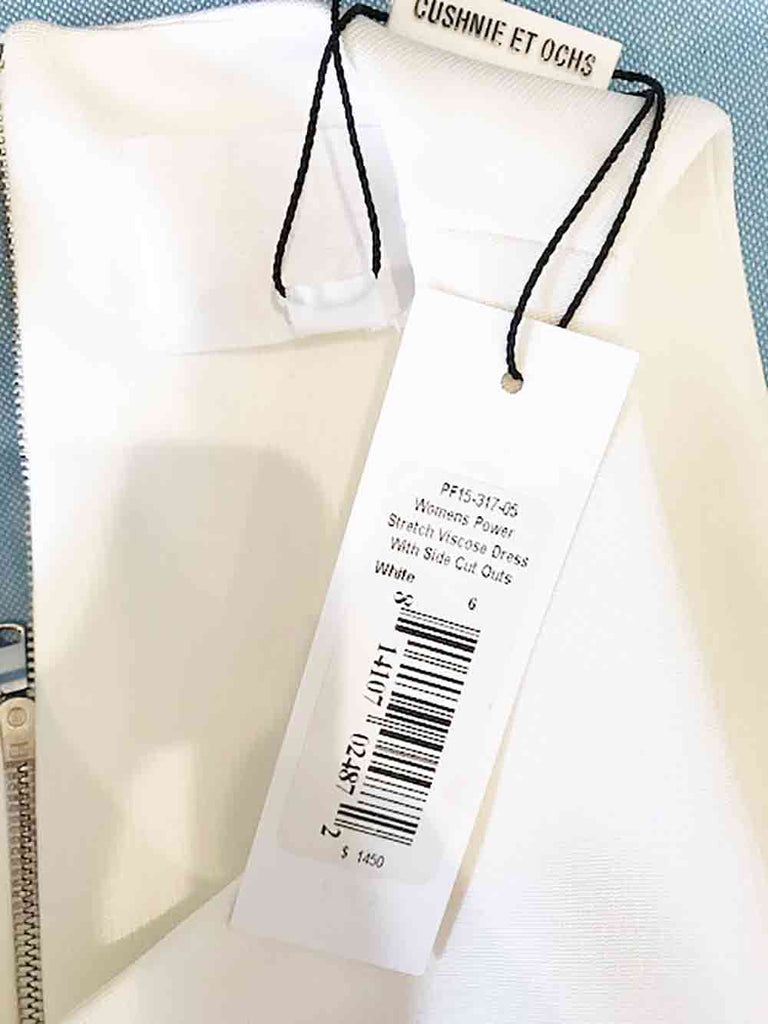 CUSHNIE ET OCHS
PF15-317-05
Womens Power
Stretch Viscose Dress
With Side Cut Outs
White
6
8 14107 02487 2
$ 1450